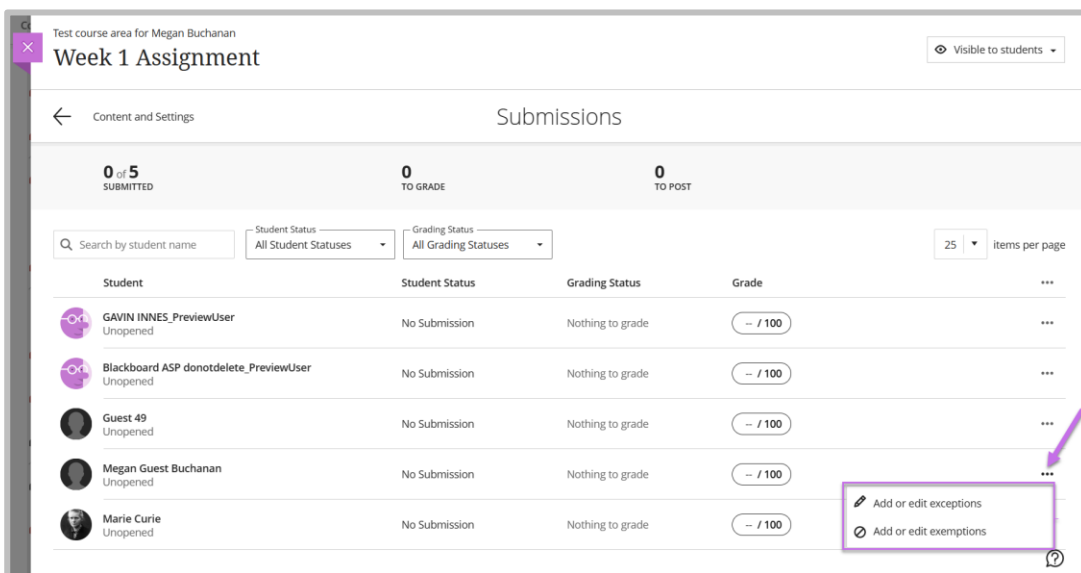 Test course area for Megan Buchanan
Week 1 Assignment
Visible to students
Content and Settings
Submissions
0 of 5
SUBMITTED
0
TO GRADE
0
TO POST
Search by student name
Student Status
All Student Statuses
Grading Status
All Grading Statuses
25
items per page
Student Student Status Grading Status Grade
GAVIN INNES_PreviewUser
Unopened
No Submission
Nothing to grade
-- / 100
Blackboard ASP donotdelete_PreviewUser
Unopened
No Submission
Nothing to grade
-- / 100
Guest 49
Unopened
No Submission
Nothing to grade
-- / 100
Megan Guest Buchanan
Unopened
No Submission
Nothing to grade
-- / 100
Add or edit exceptions
Add or edit exemptions
Marie Curie
Unopened
No Submission
Nothing to grade
-- / 100